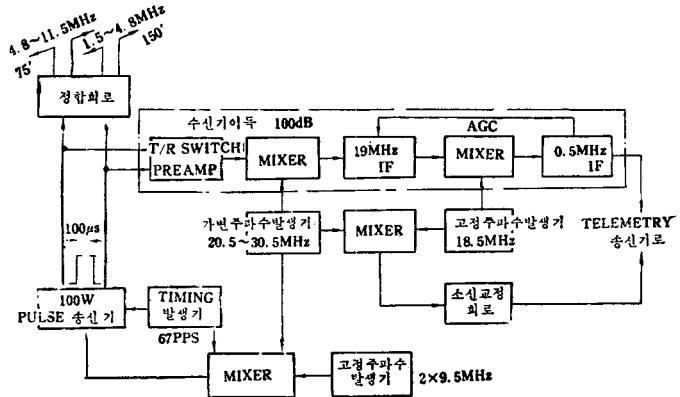 4.8~11.5MHz
1.5~4.8MHz
75'
150'
정합회로
수신기이득 100dB
AGC
T/R SWITCH
PREAMP
MIXER
19MHz
IF
MIXER
0.5MHz
IF
100μs
가변주파수발생기
20.5~30.5MHz
MIXER
고정주파수발생기
18.5MHz
TELEMETRY
송신기로
100W
PULSE 송신기
TIMING
발생기
67PPS
소신교정
회로
MIXER
고정주파수
발생기
2×9.5MHz